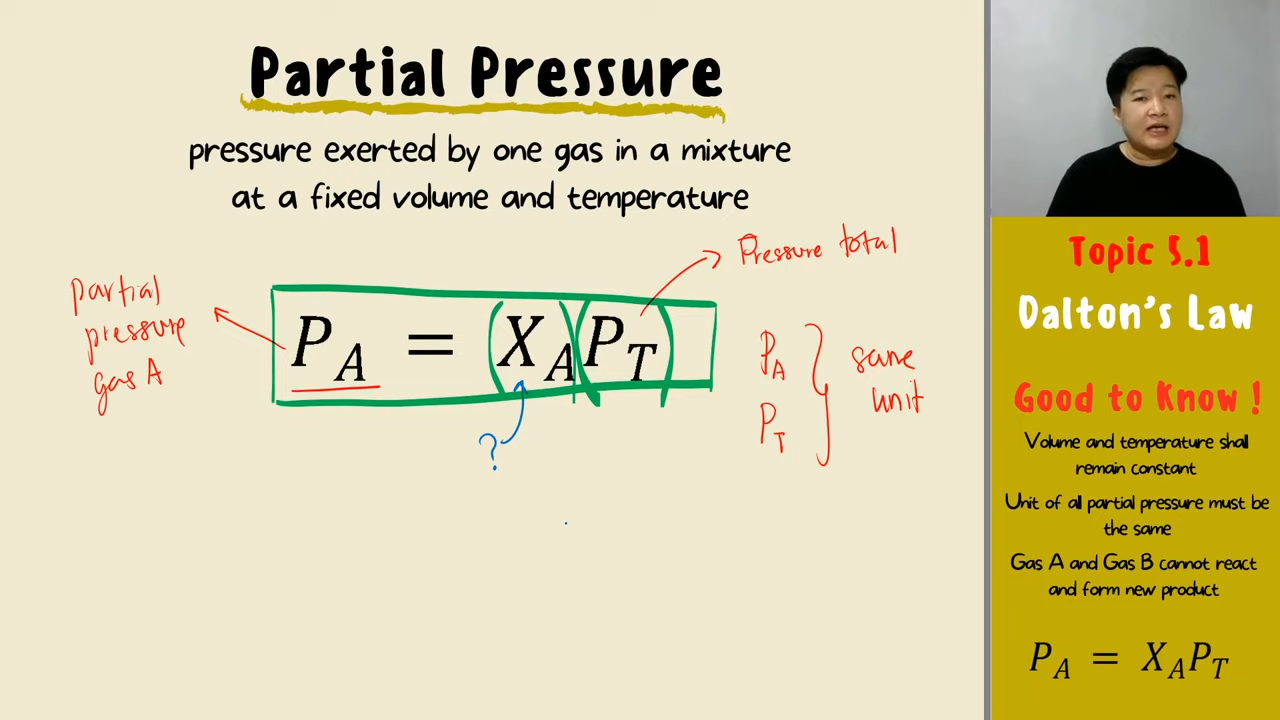 Partial Pressure
pressure exerted by one gas in a mixture
at a fixed volume and temperature
Pressure total
partial
pressure
gas A
P_A = (X_A)(P_T)
P_A
P_T
same
unit
?
Topic 5.1
Dalton's Law
Good to Know !
Volume and temperature shall
remain constant
Unit of all partial pressure must be
the same
Gas A and Gas B cannot react
and form new product
P_A = X_A P_T